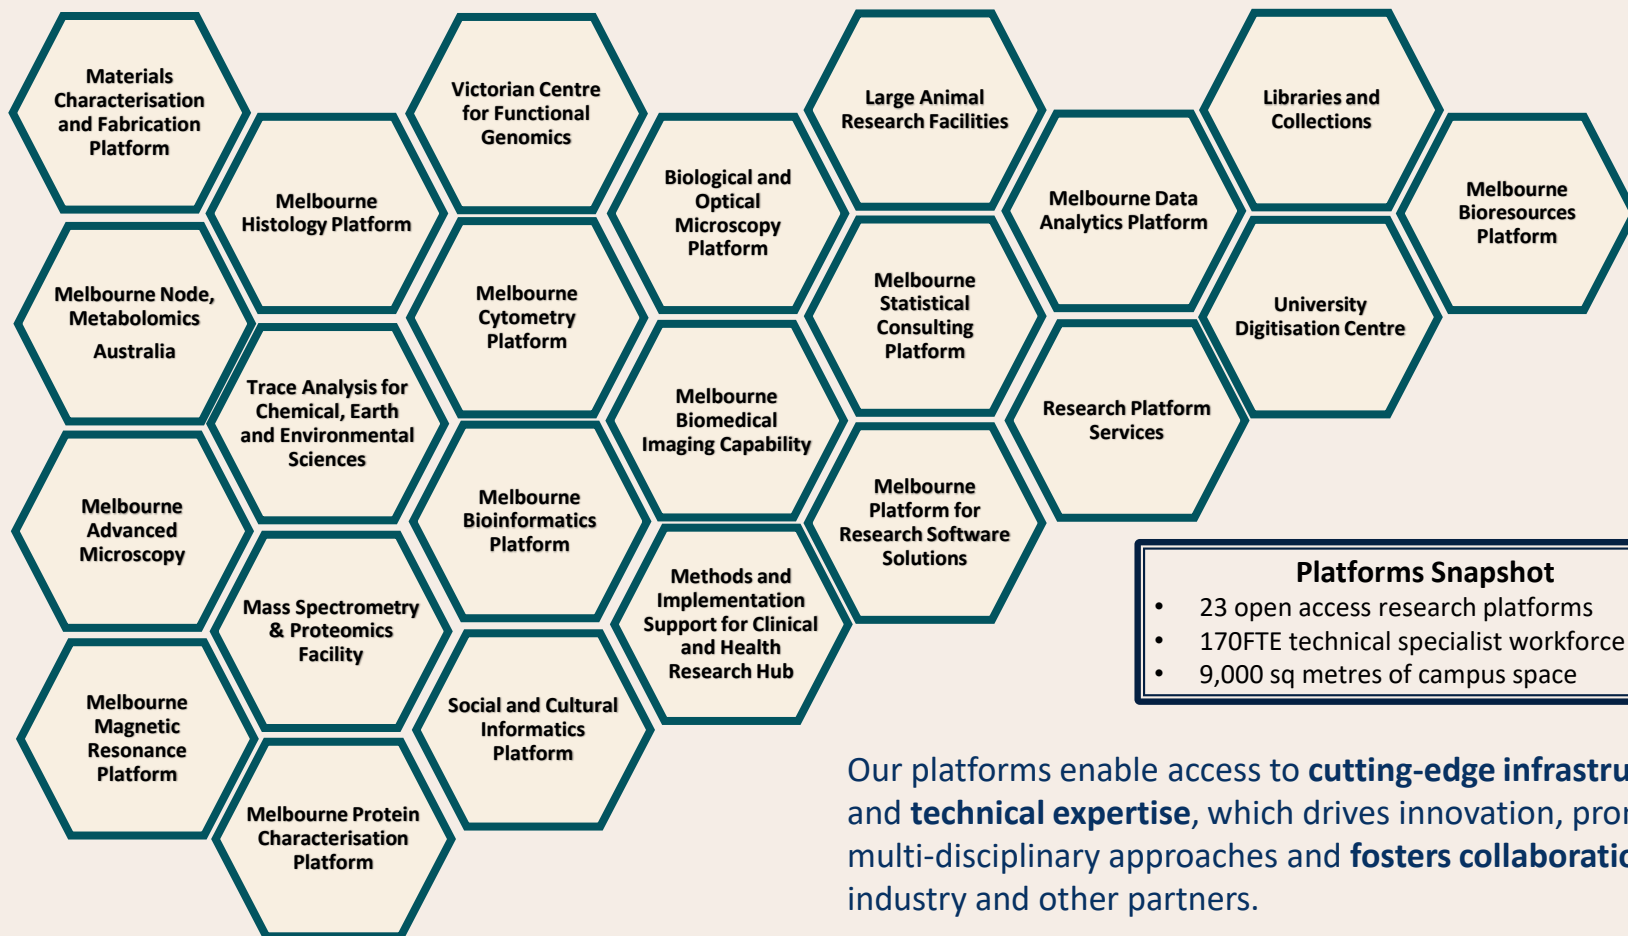 Materials
Characterisation
and Fabrication
Platform
Melbourne Node,
Metabolomics
Australia
Melbourne
Advanced
Microscopy
Melbourne
Magnetic
Resonance
Platform
Melbourne
Histology Platform
Trace Analysis for
Chemical, Earth
and Environmental
Sciences
Mass Spectrometry
& Proteomics
Facility
Melbourne Protein
Characterisation
Platform
Victorian Centre
for Functional
Genomics
Melbourne
Cytometry
Platform
Melbourne
Bioinformatics
Platform
Social and Cultural
Informatics
Platform
Biological and
Optical
Microscopy
Platform
Melbourne
Biomedical
Imaging Capability
Methods and
Implementation
Support for Clinical
and Health
Research Hub
Large Animal
Research Facilities
Melbourne
Statistical
Consulting
Platform
Melbourne
Platform for
Research Software
Solutions
Melbourne Data
Analytics Platform
Research Platform
Services
Libraries and
Collections
University
Digitisation Centre
Melbourne
Bioresources
Platform
Platforms Snapshot
• 23 open access research platforms
• 170FTE technical specialist workforce
• 9,000 sq metres of campus space
Our platforms enable access to cutting-edge
and technical expertise, which drives innovation,
multi-disciplinary approaches and fosters
industry and other partners.